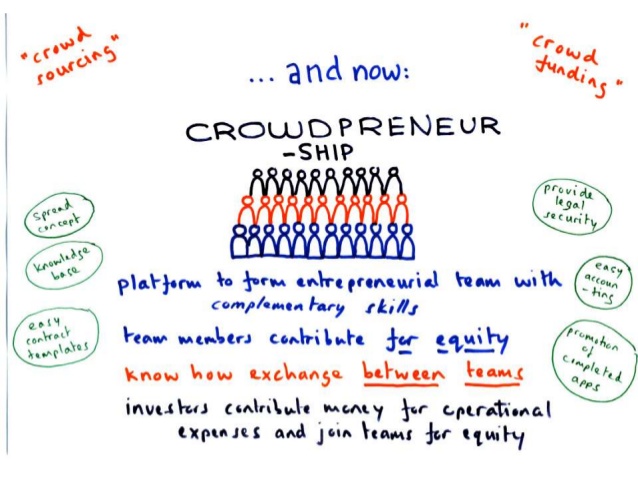 "crowd
sourcing"
"crowd
funding"
... and now:
CROWDPRENEUR
-SHIP
spread
concept
knowledge
base
easy
contract
templates
provide
legal
security
easy
accoun
-ting
promotion
of
completed
apps
platform to form entrepreneurial team with
complementary skills
team members contribute for equity
know how exchange between teams
investors contribute money for operational
expenses and join teams for equity